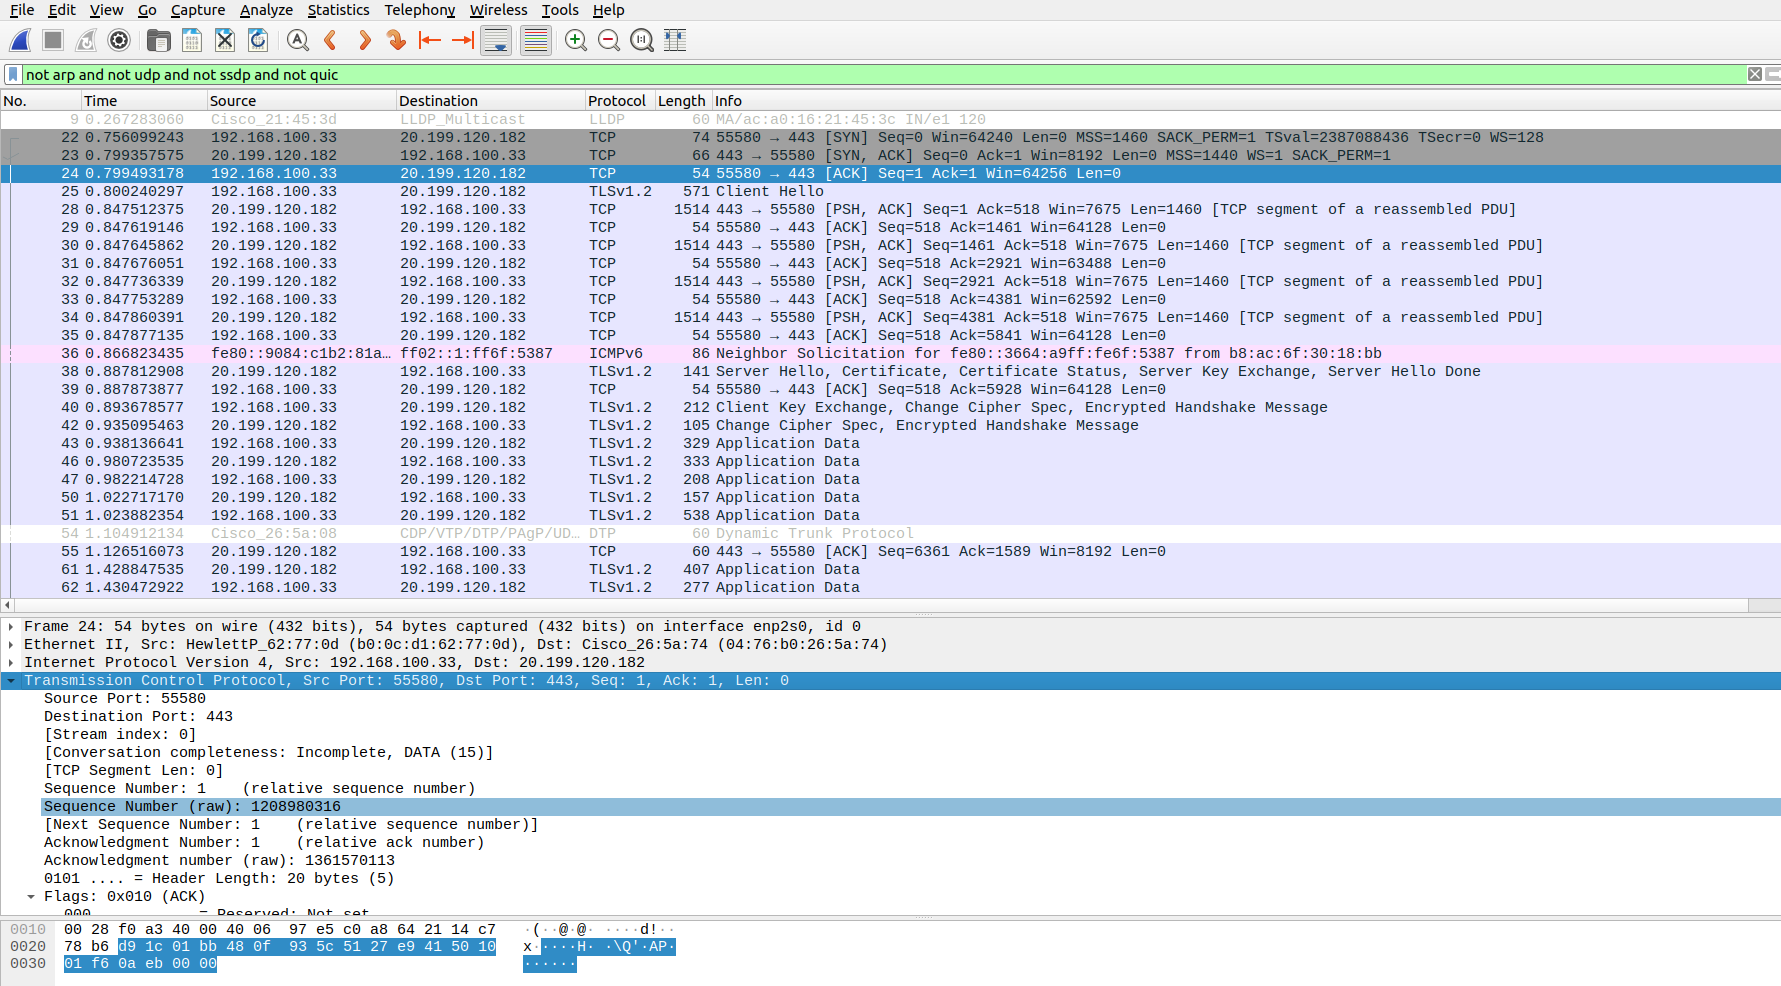 File Edit View Go Capture Analyze Statistics Telephony Wireless Tools Help
not arp and not udp and not ssdp and not quic
No. Time Source Destination Protocol Length Info
9 0.267283060 Cisco_21:45:3d LLDP_Multicast LLDP 60 MA/ac:a0:16:21:45:3c IN/e1 120
22 0.756099243 192.168.100.33 20.199.120.182 TCP 74 55580 → 443 [SYN] Seq=0 Win=64240 Len=0 MSS=1460 SACK_PERM=1 TSval=2387088436 TSecr=0 WS=128
23 0.799357575 20.199.120.182 192.168.100.33 TCP 66 443 → 55580 [SYN, ACK] Seq=0 Ack=1 Win=8192 Len=0 MSS=1440 WS=1 SACK_PERM=1
24 0.799493178 192.168.100.33 20.199.120.182 TCP 54 55580 → 443 [ACK] Seq=1 Ack=1 Win=64256 Len=0
25 0.800240297 192.168.100.33 20.199.120.182 TLSv1.2 571 Client Hello
28 0.847512375 20.199.120.182 192.168.100.33 TCP 1514 443 → 55580 [PSH, ACK] Seq=1 Ack=518 Win=7675 Len=1460 [TCP segment of a reassembled PDU]
29 0.847619146 192.168.100.33 20.199.120.182 TCP 54 55580 → 443 [ACK] Seq=518 Ack=1461 Win=64128 Len=0
30 0.847645862 20.199.120.182 192.168.100.33 TCP 1514 443 → 55580 [PSH, ACK] Seq=1461 Ack=518 Win=7675 Len=1460 [TCP segment of a reassembled PDU]
31 0.847676051 192.168.100.33 20.199.120.182 TCP 54 55580 → 443 [ACK] Seq=518 Ack=2921 Win=63488 Len=0
32 0.847736339 20.199.120.182 192.168.100.33 TCP 1514 443 → 55580 [PSH, ACK] Seq=2921 Ack=518 Win=7675 Len=1460 [TCP segment of a reassembled PDU]
33 0.847753289 192.168.100.33 20.199.120.182 TCP 54 55580 → 443 [ACK] Seq=518 Ack=4381 Win=62592 Len=0
34 0.847860391 20.199.120.182 192.168.100.33 TCP 1514 443 → 55580 [PSH, ACK] Seq=4381 Ack=518 Win=7675 Len=1460 [TCP segment of a reassembled PDU]
35 0.847877135 192.168.100.33 20.199.120.182 TCP 54 55580 → 443 [ACK] Seq=518 Ack=5841 Win=64128 Len=0
36 0.866823435 fe80::9084:c1b2:81a… ff02::1:ff6f:5387 ICMPv6 86 Neighbor Solicitation for fe80::3664:a9ff:fe6f:5387 from b8:ac:6f:30:18:bb
38 0.887812908 20.199.120.182 192.168.100.33 TLSv1.2 141 Server Hello, Certificate, Certificate Status, Server Key Exchange, Server Hello Done
39 0.887873877 192.168.100.33 20.199.120.182 TCP 54 55580 → 443 [ACK] Seq=518 Ack=5928 Win=64128 Len=0
40 0.893678577 192.168.100.33 20.199.120.182 TLSv1.2 212 Client Key Exchange, Change Cipher Spec, Encrypted Handshake Message
42 0.935095463 20.199.120.182 192.168.100.33 TLSv1.2 105 Change Cipher Spec, Encrypted Handshake Message
43 0.938136641 192.168.100.33 20.199.120.182 TLSv1.2 329 Application Data
46 0.980723535 20.199.120.182 192.168.100.33 TLSv1.2 333 Application Data
47 0.982214728 192.168.100.33 20.199.120.182 TLSv1.2 208 Application Data
50 1.022717170 20.199.120.182 192.168.100.33 TLSv1.2 157 Application Data
51 1.023882354 192.168.100.33 20.199.120.182 TLSv1.2 538 Application Data
54 1.104912134 Cisco_26:5a:08 CDP/VTP/DTP/PAgP/UD… DTP 60 Dynamic Trunk Protocol
55 1.126516073 20.199.120.182 192.168.100.33 TCP 60 443 → 55580 [ACK] Seq=6361 Ack=1589 Win=8192 Len=0
61 1.428847535 20.199.120.182 192.168.100.33 TLSv1.2 407 Application Data
62 1.430472922 192.168.100.33 20.199.120.182 TLSv1.2 277 Application Data
Frame 24: 54 bytes on wire (432 bits), 54 bytes captured (432 bits) on interface enp2s0, id 0
Ethernet II, Src: HewlettP_62:77:0d (b0:0c:d1:62:77:0d), Dst: Cisco_26:5a:74 (04:76:b0:26:5a:74)
Internet Protocol Version 4, Src: 192.168.100.33, Dst: 20.199.120.182
Transmission Control Protocol, Src Port: 55580, Dst Port: 443, Seq: 1, Ack: 1, Len: 0
Source Port: 55580
Destination Port: 443
[Stream index: 0]
[Conversation completeness: Incomplete, DATA (15)]
[TCP Segment Len: 0]
Sequence Number: 1 (relative sequence number)
Sequence Number (raw): 1208980316
[Next Sequence Number: 1 (relative sequence number)]
Acknowledgment Number: 1 (relative ack number)
Acknowledgment number (raw): 1361570113
0101 .... = Header Length: 20 bytes (5)
Flags: 0x010 (ACK)
000. .... .... = Reserved: Not set
0010 00 28 f0 a3 40 00 40 06 97 e5 c0 a8 64 21 14 c7 ·(··@·@· ····d!··
0020 78 b6 d9 1c 01 bb 48 0f 93 5c 51 27 e9 41 50 10 x·····H· ·\Q'·AP·
0030 01 f6 0a eb 00 00 ······